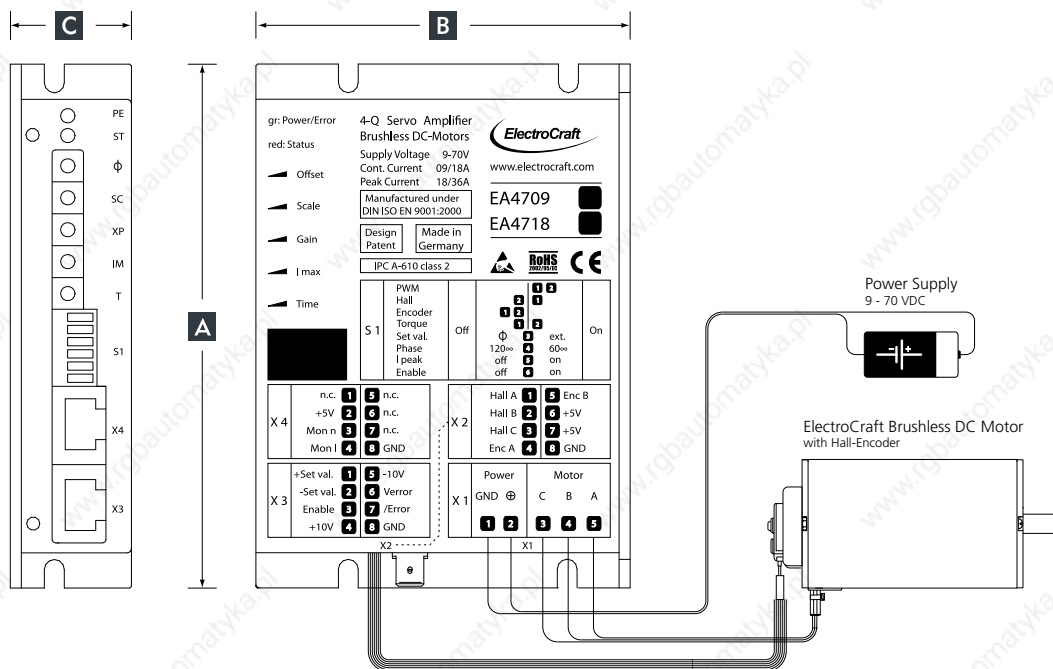 C
B
A
PE
ST
ϕ
SC
XP
IM
T
S1
X4
X3
gr: Power/Error
red: Status
Offset
Scale
Gain
I max
Time
4-Q Servo Amplifier
Brushless DC-Motors
Supply Voltage 9-70V
Cont. Current 09/18A
Peak Current 18/36A
Manufactured under
DIN ISO EN 9001:2000
Design
Patent
Made in
Germany
IPC A-610 class 2
ElectroCraft
www.electrocraft.com
EA4709
EA4718
RoHS
2002/95/EC
CE
S 1
PWM
Hall
Encoder
Torque
Set val.
Phase
I peak
Enable
Off
1 2
2 1
1 2
1 2
ϕ 3 ext.
120∞ 4 60∞
off 5 on
off 6 on
On
X 4
n.c. 1 5 n.c.
+5V 2 6 n.c.
Mon n 3 7 n.c.
Mon I 4 8 GND
X 2
Hall A 1 5 Enc B
Hall B 2 6 +5V
Hall C 3 7 +5V
Enc A 4 8 GND
X 3
+Set val. 1 5 -10V
-Set val. 2 6 Verror
Enable 3 7 /Error
+10V 4 8 GND
X 1
Power Motor
GND ⊕ C B A
1 2 3 4 5
X2
X1
Power Supply
9 - 70 VDC
- +
ElectroCraft Brushless DC Motor
with Hall-Encoder
www.rgbautomatyka.pl